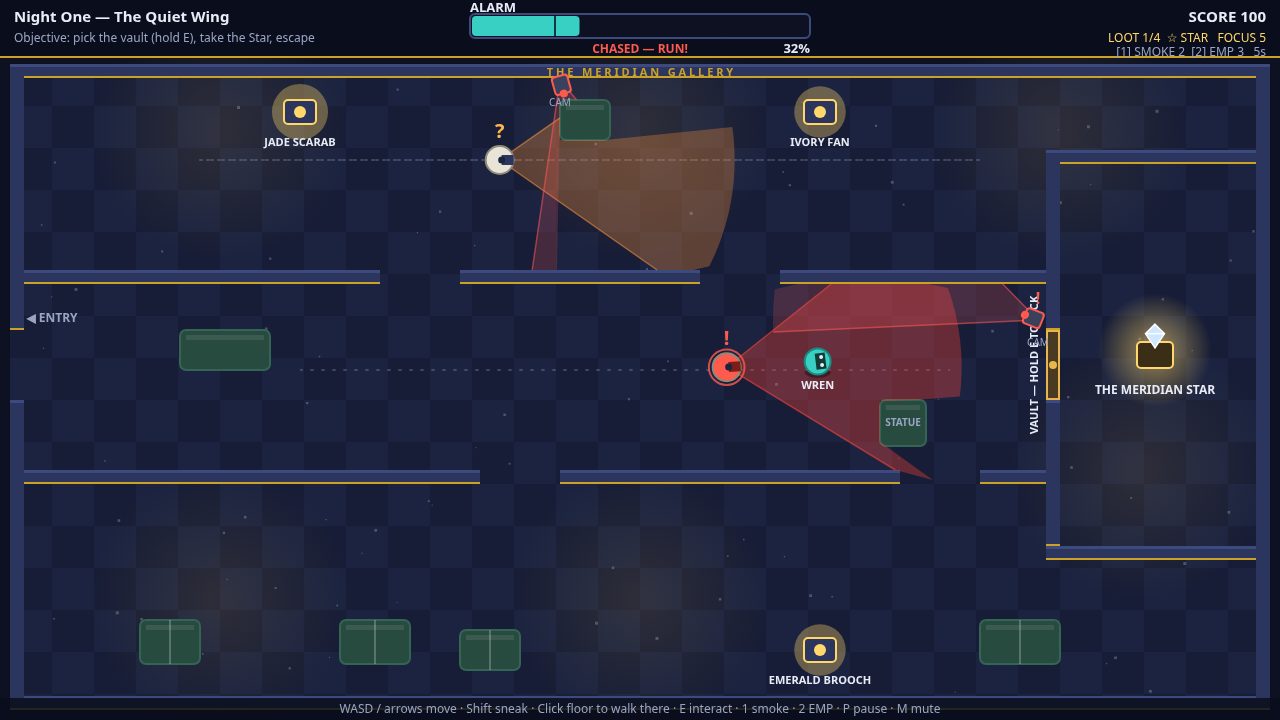 Night One — The Quiet Wing
Objective: pick the vault (hold E), take the Star, escape
ALARM
CHASED — RUN!
32%
SCORE 100
LOOT 1/4 ☆ STAR FOCUS 5
[1] SMOKE 2 [2] EMP 3 5s
THE MERIDIAN GALLERY
CAM
JADE SCARAB
?
IVORY FAN
◀ ENTRY
!
!
CAM
WREN
VAULT — HOLD E TO
THE MERIDIAN STAR
STATUE
EMERALD BROOCH
WASD / arrows move · Shift sneak · Click floor to walk there · E interact · 1 smoke · 2 EMP · P pause · M mute